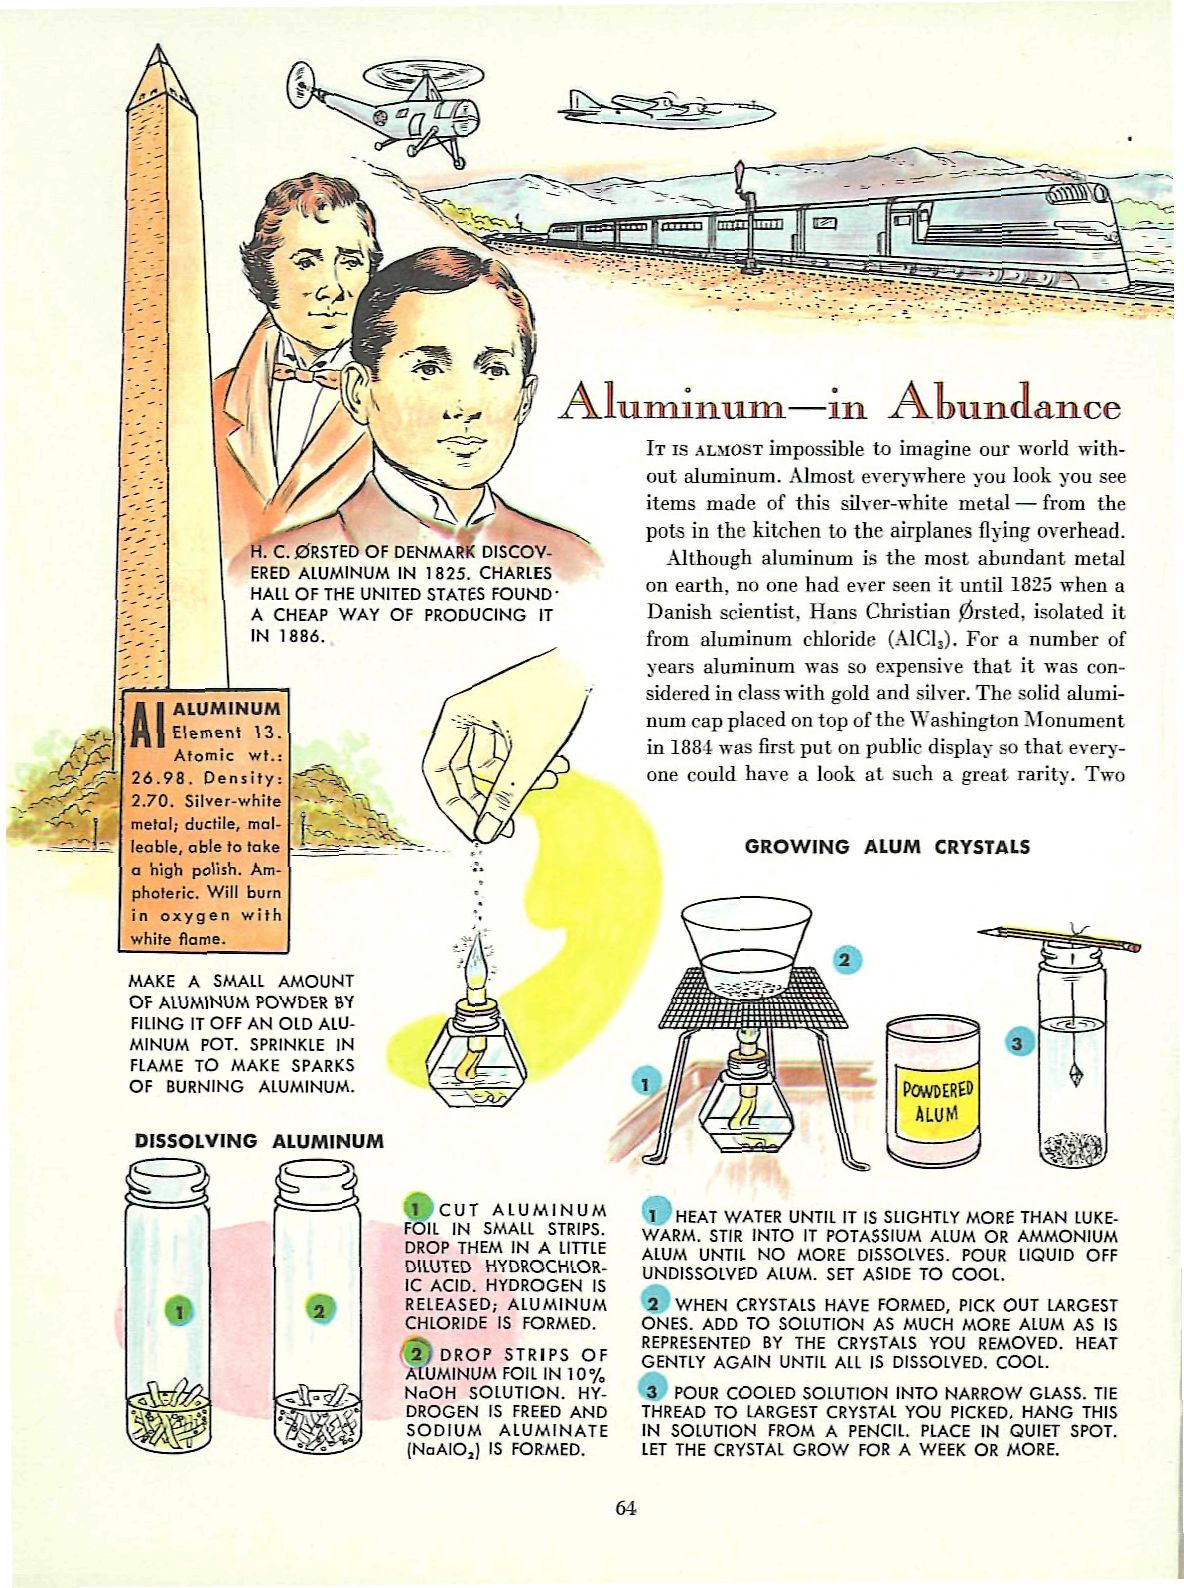 Aluminum—in Abundance
IT IS ALMOST impossible to imagine our world with-
out aluminum. Almost everywhere you look you see
items made of this silver-white metal — from the
pots in the kitchen to the airplanes flying overhead.
Although aluminum is the most abundant metal
on earth, no one had ever seen it until 1825 when a
Danish scientist, Hans Christian Ørsted, isolated it
from aluminum chloride (AlCl₃). For a number of
years aluminum was so expensive that it was con-
sidered in class with gold and silver. The solid alumi-
num cap placed on top of the Washington Monument
in 1884 was first put on public display so that every-
one could have a look at such a great rarity. Two
H. C. ØRSTED OF DENMARK DISCOV-
ERED ALUMINUM IN 1825. CHARLES
HALL OF THE UNITED STATES FOUND
A CHEAP WAY OF PRODUCING IT
IN 1886.
Al ALUMINUM
Element 13.
Atomic wt.:
26.98. Density:
2.70. Silver-white
metal; ductile, mal-
leable, able to take
a high polish. Am-
photeric. Will burn
in oxygen with
white flame.
MAKE A SMALL AMOUNT
OF ALUMINUM POWDER BY
FILING IT OFF AN OLD ALU-
MINUM POT. SPRINKLE IN
FLAME TO MAKE SPARKS
OF BURNING ALUMINUM.
DISSOLVING ALUMINUM
1
2
1 CUT ALUMINUM
FOIL IN SMALL STRIPS.
DROP THEM IN A LITTLE
DILUTED HYDROCHLOR-
IC ACID. HYDROGEN IS
RELEASED; ALUMINUM
CHLORIDE IS FORMED.
2 DROP STRIPS OF
ALUMINUM FOIL IN 10%
NaOH SOLUTION. HY-
DROGEN IS FREED AND
SODIUM ALUMINATE
(NaAlO₂) IS FORMED.
GROWING ALUM CRYSTALS
2
1
3
POWDERED
ALUM
1 HEAT WATER UNTIL IT IS SLIGHTLY MORE THAN LUKE-
WARM. STIR INTO IT POTASSIUM ALUM OR AMMONIUM
ALUM UNTIL NO MORE DISSOLVES. POUR LIQUID OFF
UNDISSOLVED ALUM. SET ASIDE TO COOL.
2 WHEN CRYSTALS HAVE FORMED, PICK OUT LARGEST
ONES. ADD TO SOLUTION AS MUCH MORE ALUM AS IS
REPRESENTED BY THE CRYSTALS YOU REMOVED. HEAT
GENTLY AGAIN UNTIL ALL IS DISSOLVED. COOL.
3 POUR COOLED SOLUTION INTO NARROW GLASS. TIE
THREAD TO LARGEST CRYSTAL YOU PICKED. HANG THIS
IN SOLUTION FROM A PENCIL. PLACE IN QUIET SPOT.
LET THE CRYSTAL GROW FOR A WEEK OR MORE.
64